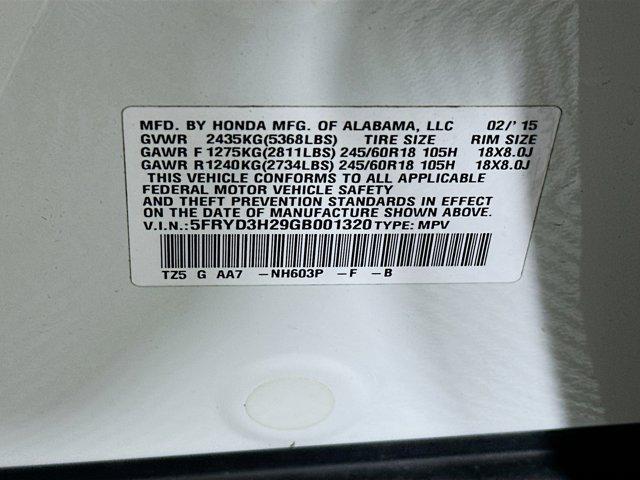 MFD. BY HONDA MFG. OF ALABAMA, LLC 02/'15
GVWR 2435KG(5368LBS) TIRE SIZE RIM SIZE
GAWR F 1275KG(2811LBS) 245/60R18 105H 18X8.0J
GAWR R1240KG(2734LBS) 245/60R18 105H 18X8.0J
THIS VEHICLE CONFORMS TO ALL APPLICABLE
FEDERAL MOTOR VEHICLE SAFETY
AND THEFT PREVENTION STANDARDS IN EFFECT
ON THE DATE OF MANUFACTURE SHOWN ABOVE.
V.I.N.:5FRYD3H29GB001320 TYPE: MPV
TZ5 G AA7 -NH603P -F -B